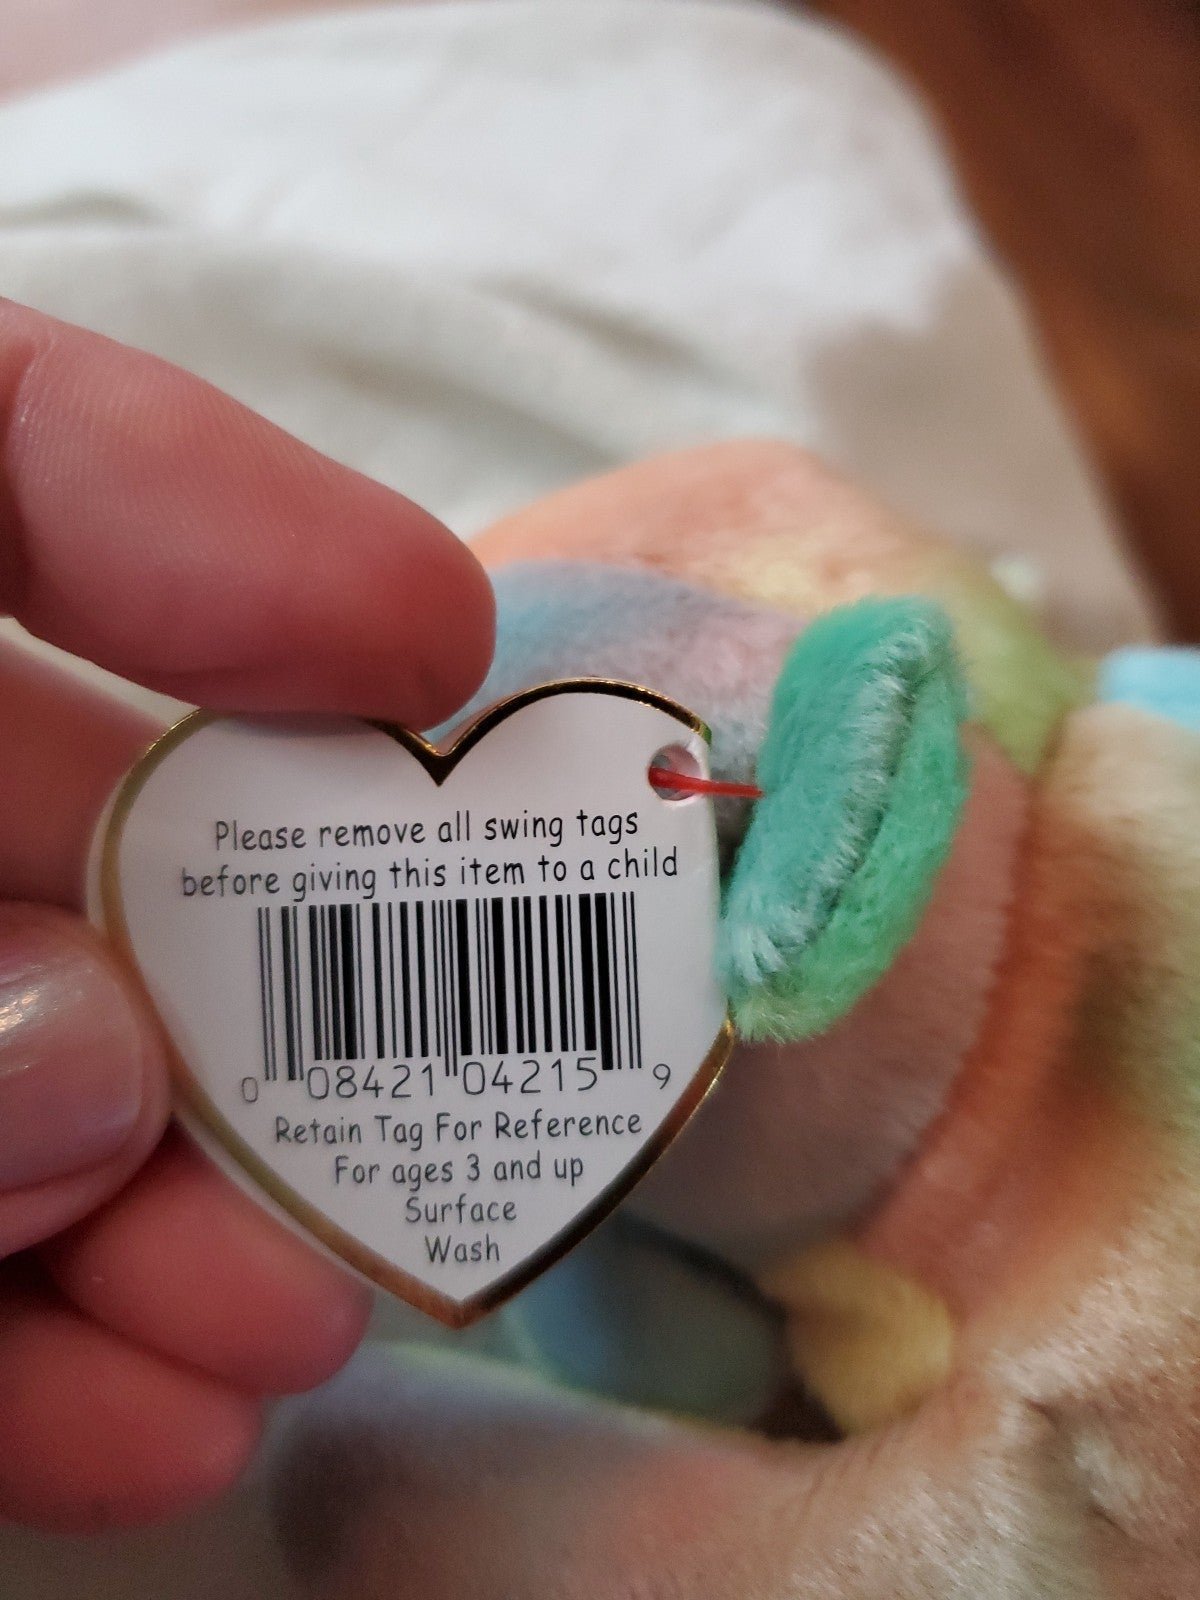 Please remove all swing tags
before giving this item to a child
0 08421 04215 9
Retain Tag For Reference
For ages 3 and up
Surface
Wash